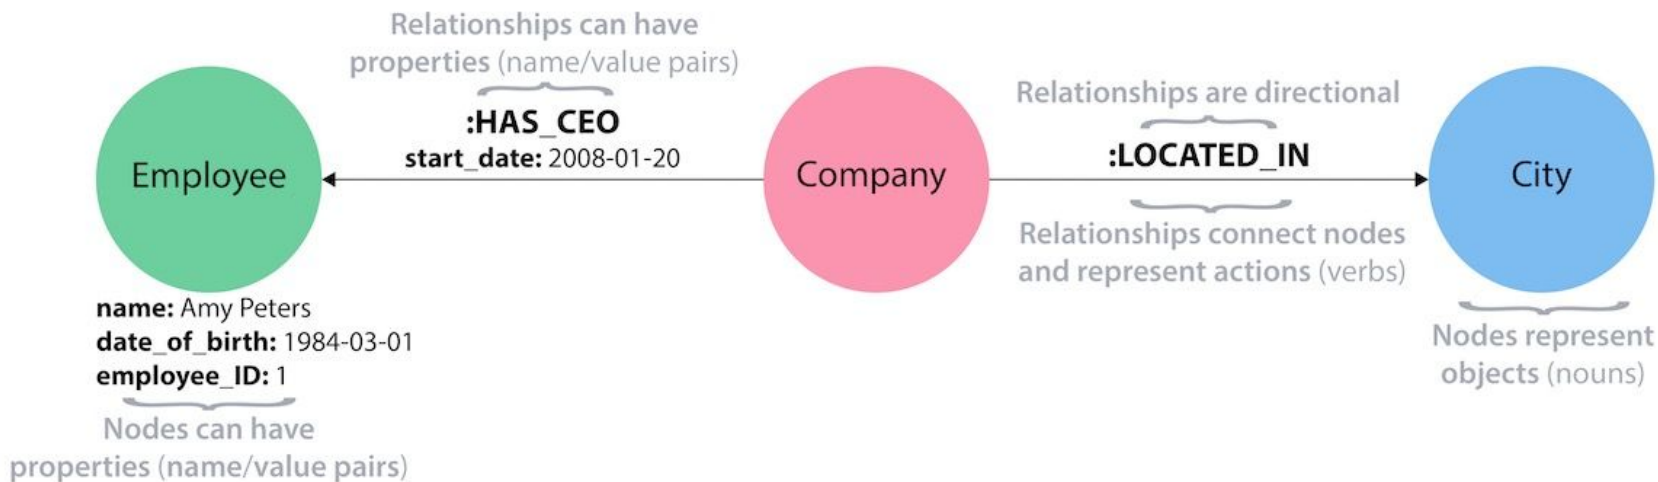 Relationships can have
properties (name/value pairs)
:HAS_CEO
start_date: 2008-01-20
Employee
Company
Relationships are directional
:LOCATED_IN
Relationships connect nodes
and represent actions (verbs)
City
name: Amy Peters
date_of_birth: 1984-03-01
employee_ID: 1
Nodes can have
properties (name/value pairs)
Nodes represent
objects (nouns)